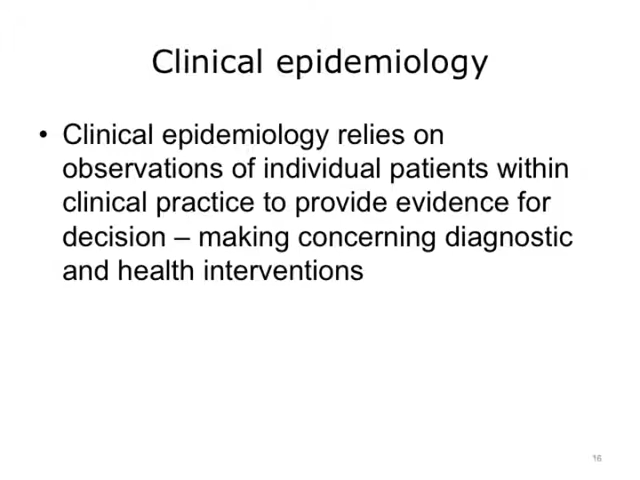 Clinical epidemiology
• Clinical epidemiology relies on
observations of individual patients within
clinical practice to provide evidence for
decision – making concerning diagnostic
and health interventions
16